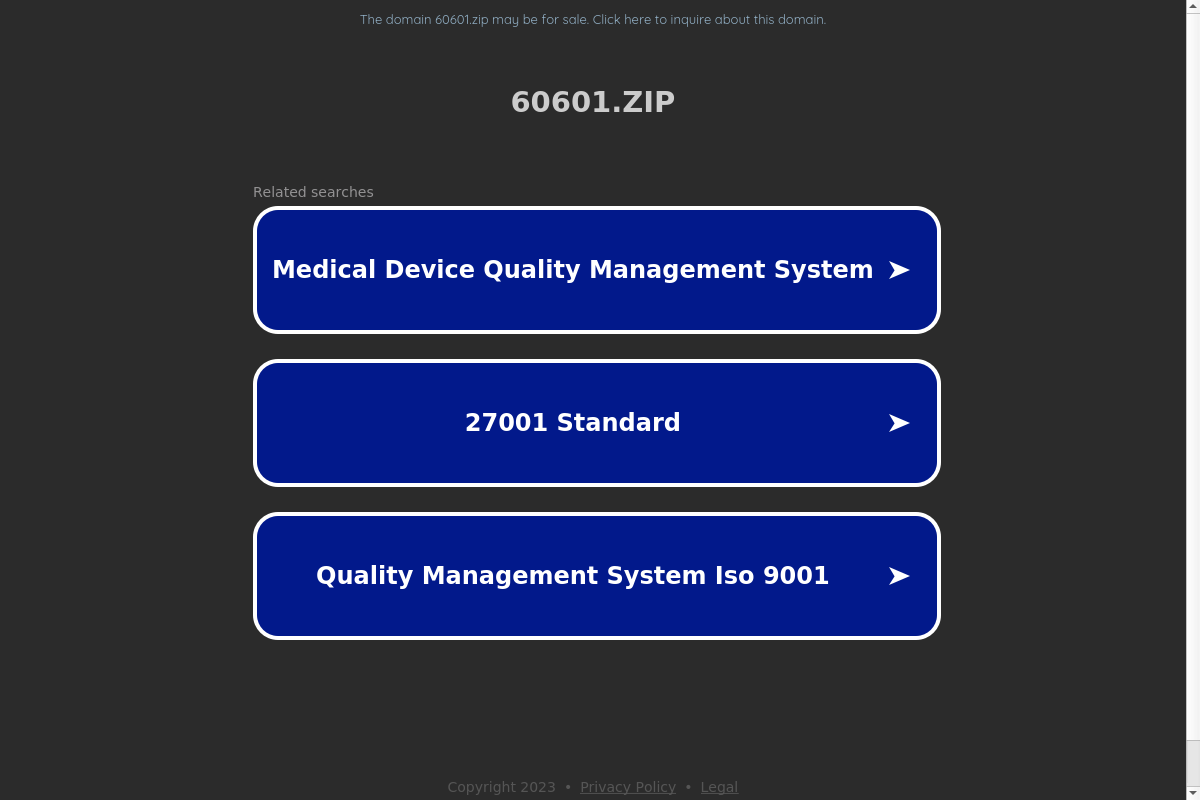 The domain 60601.zip may be for sale. Click here to inquire about this domain.
60601.ZIP
Related searches
Medical Device Quality Management System ➤
27001 Standard ➤
Quality Management System Iso 9001 ➤
Copyright 2023 • Privacy Policy • Legal